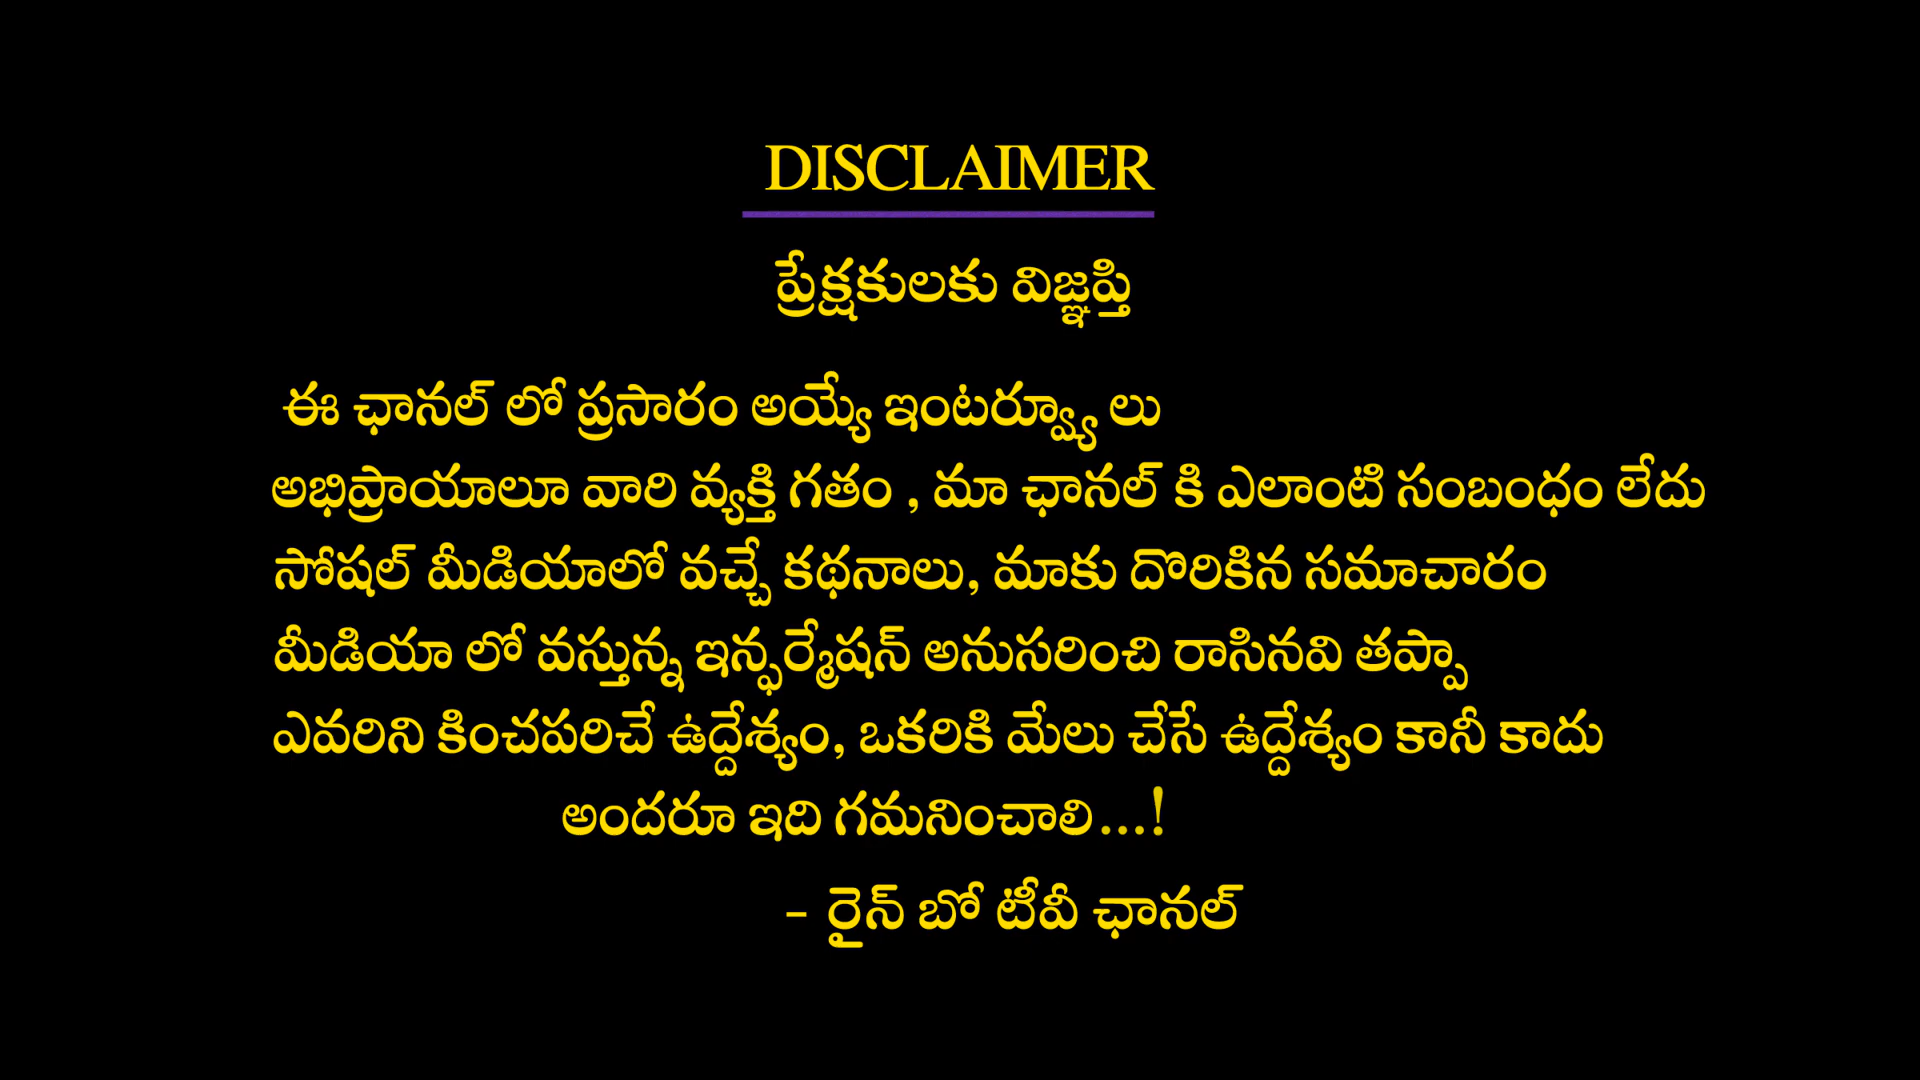 DISCLAIMER
ప్రేక్షకులకు విజ్ఞప్తి
ఈ ఛానల్ లో ప్రసారం అయ్యే ఇంటర్వ్యూ లు
అభిప్రాయాలూ వారి వ్యక్తి గతం , మా ఛానల్ కి ఎలాంటి సంబంధం లేదు
సోషల్ మీడియాలో వచ్చే కథనాలు, మాకు దొరికిన సమాచారం
మీడియా లో వస్తున్న ఇన్ఫర్మేషన్ అనుసరించి రాసినవి తప్పా
ఎవరిని కించపరిచే ఉద్దేశ్యం, ఒకరికి మేలు చేసే ఉద్దేశ్యం కానీ కాదు
అందరూ ఇది గమనించాలి...!
- రైన్ బో టీవీ ఛానల్